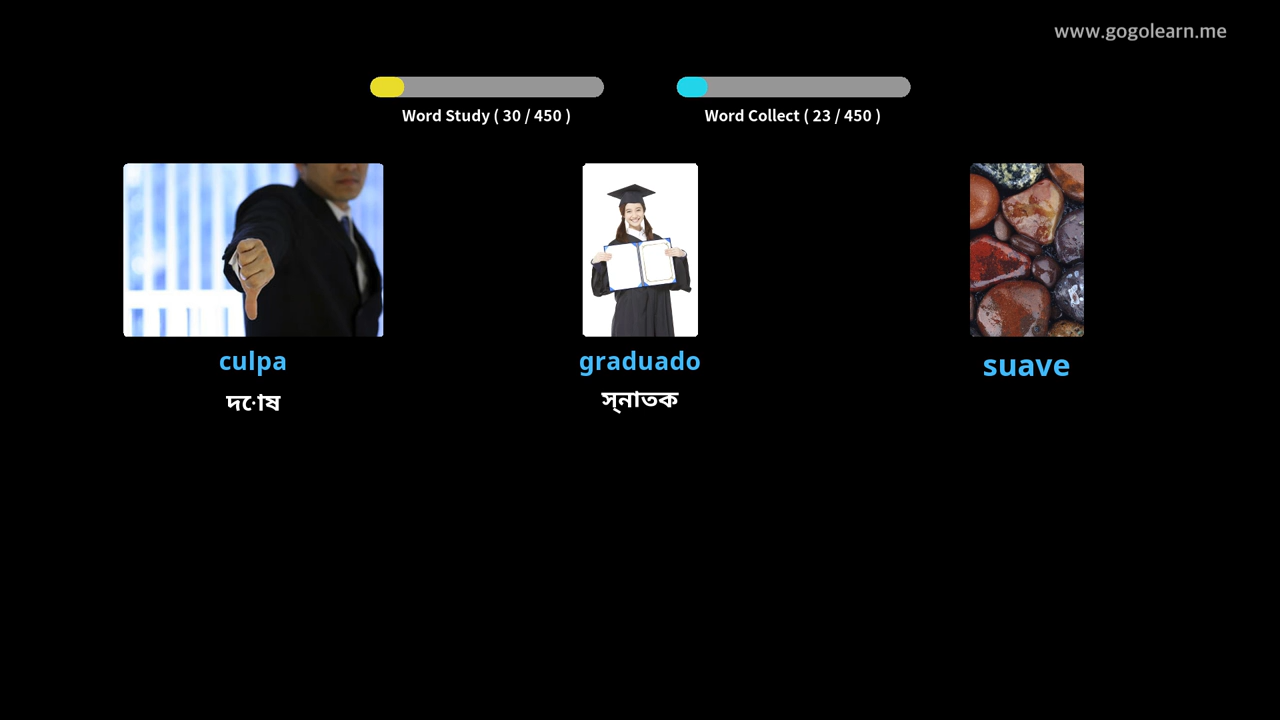 www.gogolearn.me
Word Study ( 30 / 450 )
Word Collect ( 23 / 450 )
culpa
দোষ
graduado
স্নাতক
suave